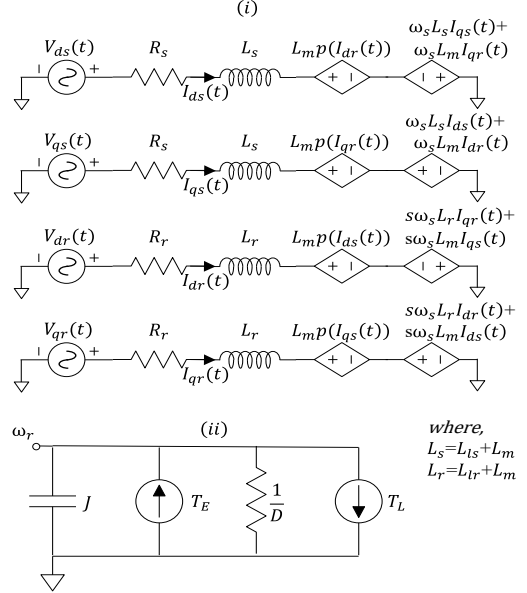 (i)
V_ds(t) R_s L_s L_m p(I_dr(t)) ω_s L_s I_qs(t)+
ω_s L_m I_qr(t)
I_ds(t)
V_qs(t) R_s L_s L_m p(I_qr(t)) ω_s L_s I_ds(t)+
ω_s L_m I_dr(t)
I_qs(t)
V_dr(t) R_r L_r L_m p(I_ds(t)) sω_s L_r I_qr(t)+
sω_s L_m I_qs(t)
I_dr(t)
V_qr(t) R_r L_r L_m p(I_qs(t)) sω_s L_r I_dr(t)+
sω_s L_m I_ds(t)
I_qr(t)
(ii)
ω_r
J T_E 1/D T_L
where,
L_s=L_ls+L_m
L_r=L_lr+L_m